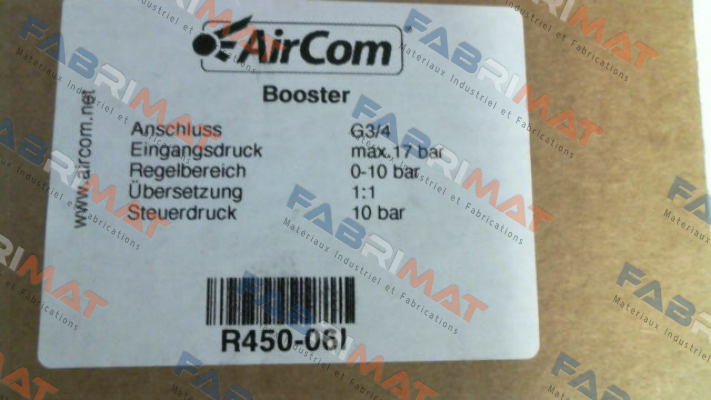 AirCom
Booster
Anschluss G3/4
Eingangsdruck max. 17 bar
Regelbereich 0-10 bar
Übersetzung 1:1
Steuerdruck 10 bar
R450-06I
www.aircom.net
FABRIMAT
Materiaux Industriel et Fabrications